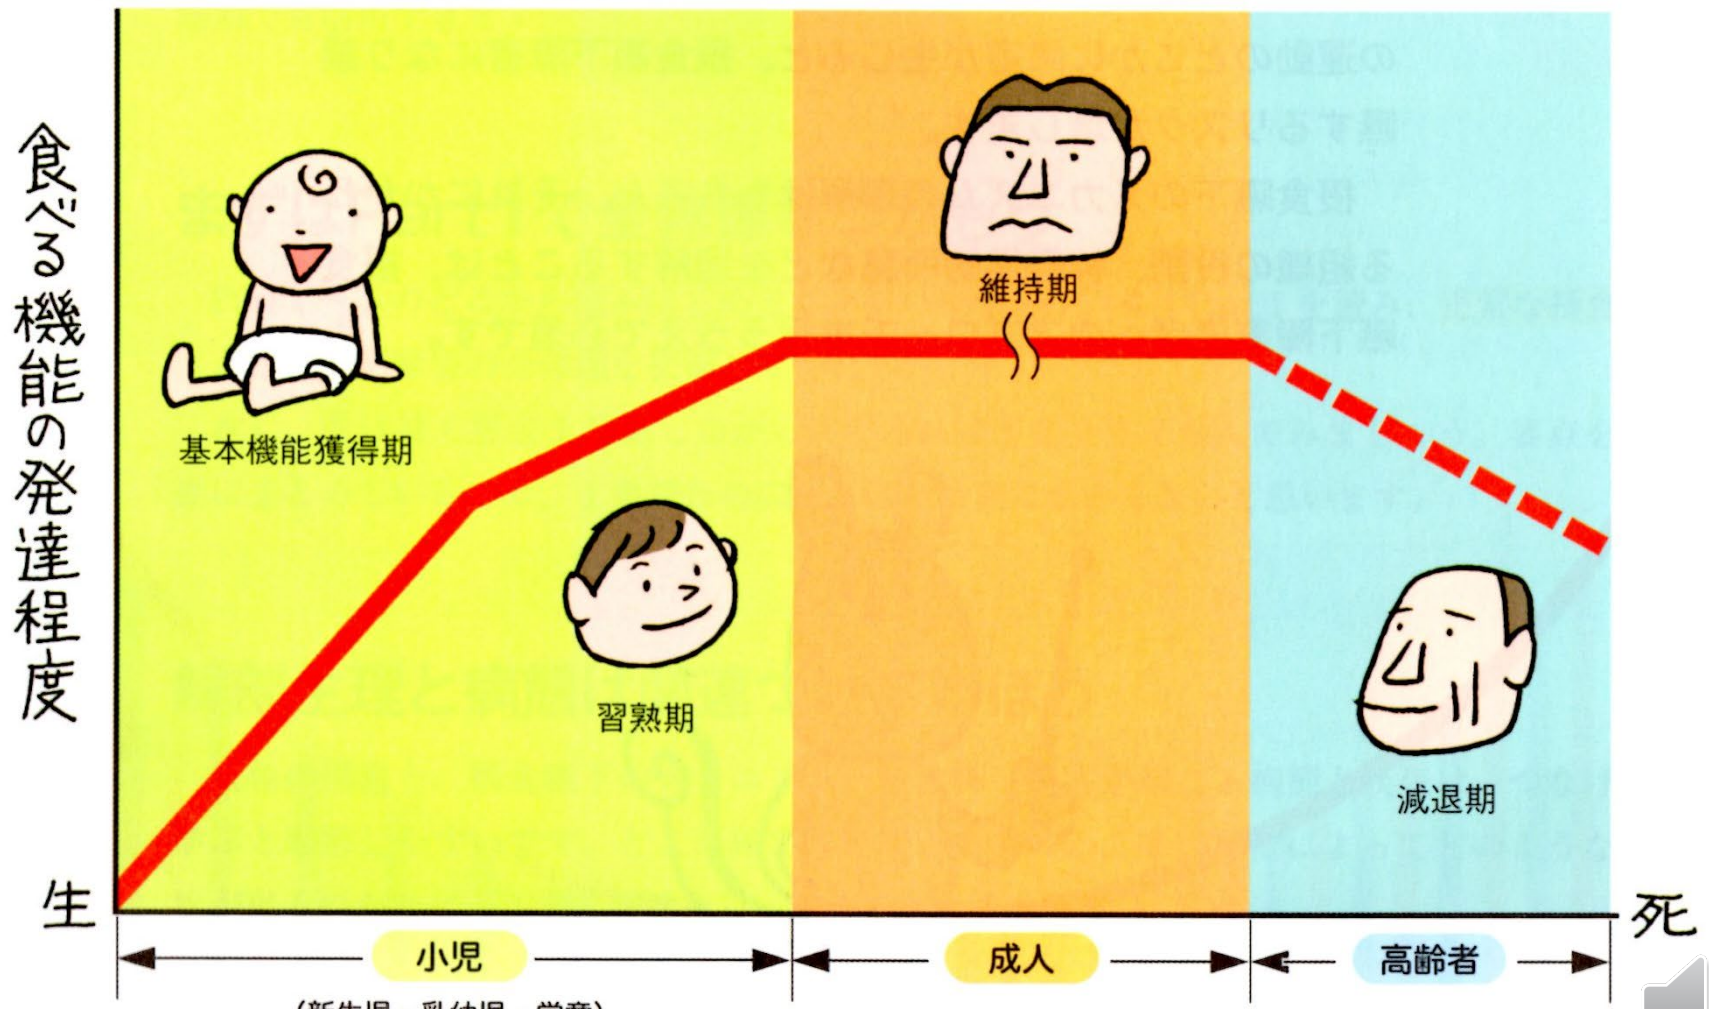 食べる機能の発達程度
基本機能獲得期
習熟期
維持期
減退期
生
死
小児
成人
高齢者